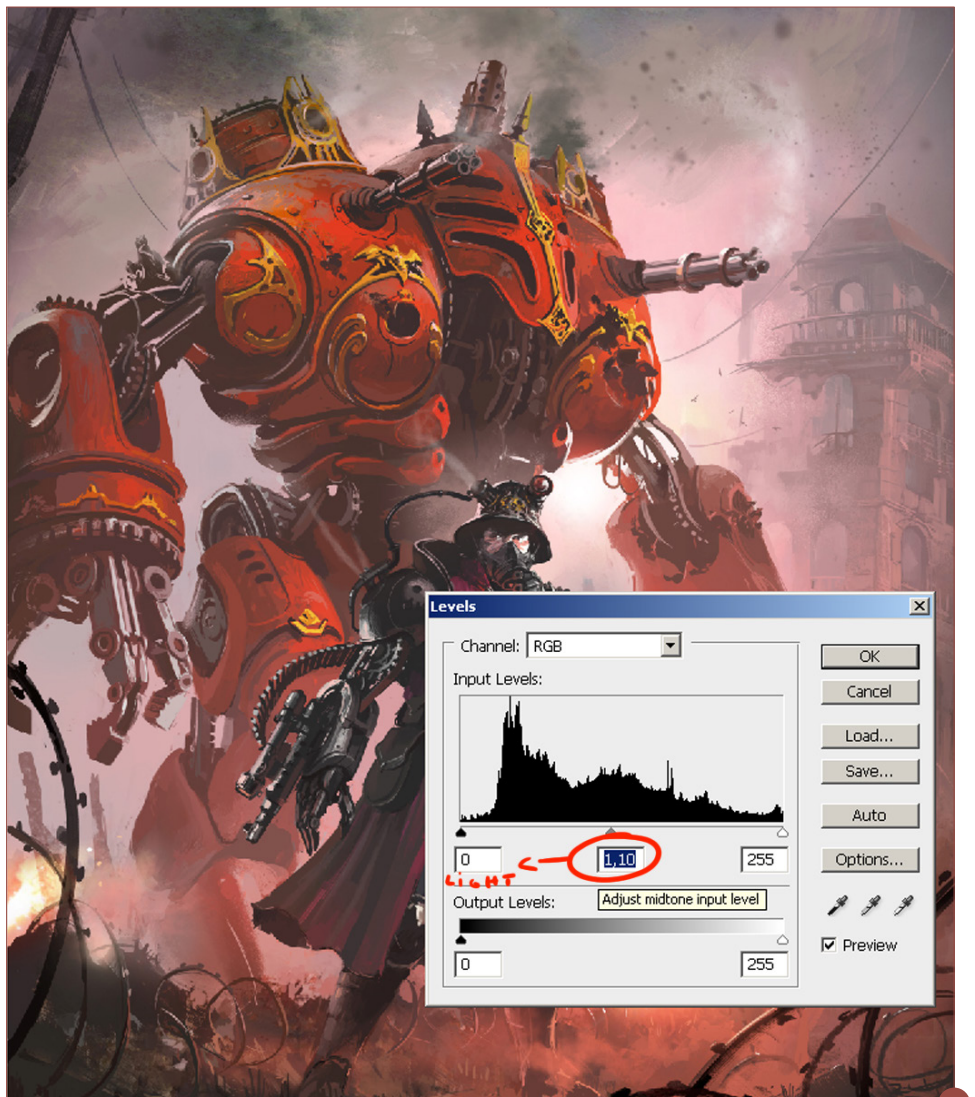 Levels
Channel: RGB
OK
Input Levels:
Cancel
Load...
Save...
Auto
0 1,10 255
Options...
LiGHT
Output Levels:
Adjust midtone input level
Preview
0 255